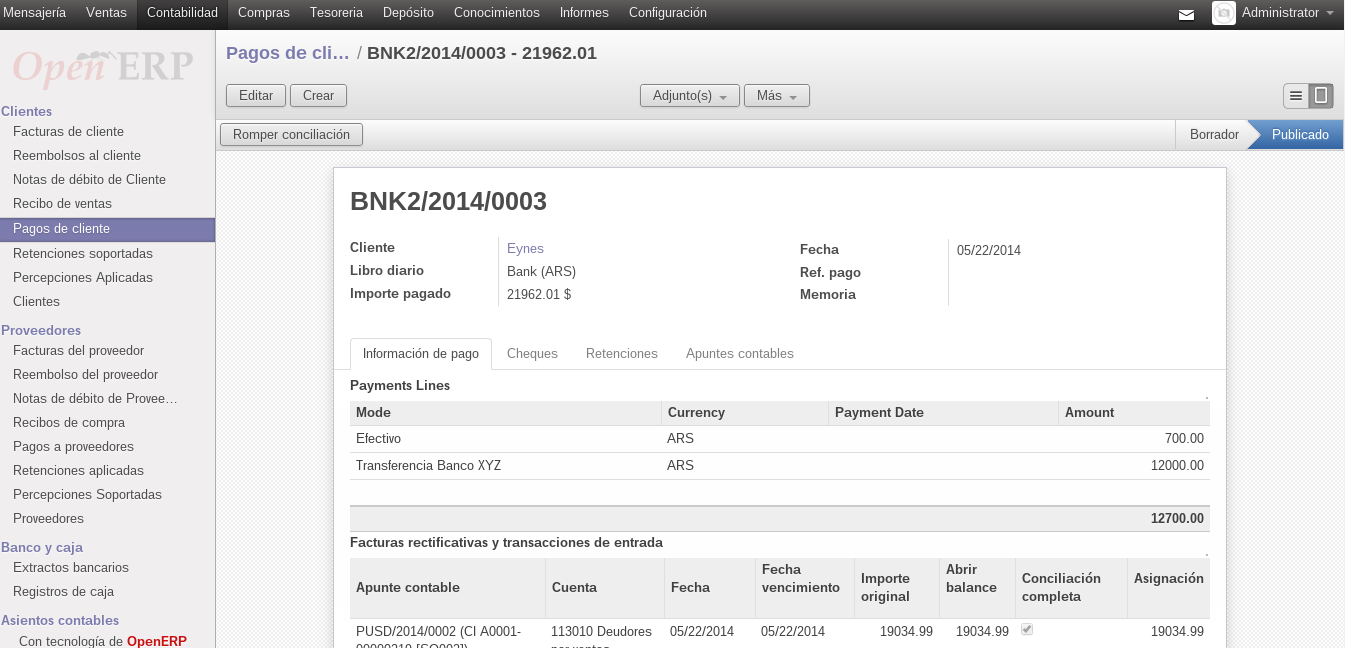 Mensajería Ventas Contabilidad Compras Tesoreria Depósito Conocimientos Informes Configuración Administrator
Open ERP
Clientes
Facturas de cliente
Reembolsos al cliente
Notas de débito de Cliente
Recibo de ventas
Pagos de cliente
Retenciones soportadas
Percepciones Aplicadas
Clientes
Proveedores
Facturas del proveedor
Reembolso del proveedor
Notas de débito de Provee…
Recibos de compra
Pagos a proveedores
Retenciones aplicadas
Percepciones Soportadas
Proveedores
Banco y caja
Extractos bancarios
Registros de caja
Asientos contables
Con tecnología de OpenERP
Pagos de cli… / BNK2/2014/0003 - 21962.01
Editar Crear Adjunto(s) Más
Romper conciliación Borrador Publicado
BNK2/2014/0003
Cliente Eynes Fecha 05/22/2014
Libro diario Bank (ARS) Ref. pago
Importe pagado 21962.01 $ Memoria
Información de pago Cheques Retenciones Apuntes contables
Payments Lines
Mode Currency Payment Date Amount
Efectivo ARS 700.00
Transferencia Banco XYZ ARS 12000.00
12700.00
Facturas rectificativas y transacciones de entrada
Apunte contable Cuenta Fecha Fecha vencimiento Importe original Abrir balance Conciliación completa Asignación
PUSD/2014/0002 (CI A0001- 113010 Deudores 05/22/2014 05/22/2014 19034.99 19034.99 19034.99